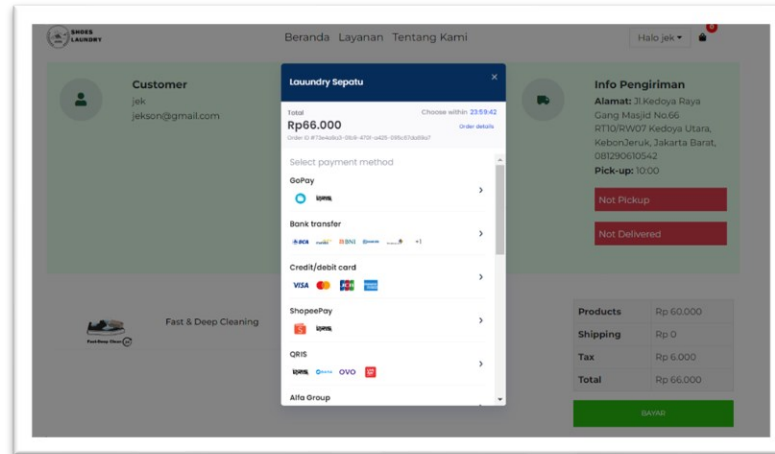 SHOES
LAUNDRY
Beranda Layanan Tentang Kami
Halo jek
Customer
jek
jekson@gmail.com
Lauundry Sepatu
×
Total
Choose within 23:59:42
Rp66.000
Order details
Select payment method
GoPay
Bank transfer
BCA
BNI
+1
Credit/debit card
VISA
ShopeePay
QRIS
OVO
Alfa Group
Info Pengiriman
Alamat: Jl.Kedoya Raya
Gang Masjid No.66
RT10/RW07 Kedoya Utara,
KebonJeruk, Jakarta Barat,
081290610542
Pick-up: 10:00
Not Pickup
Not Delivered
Fast & Deep Cleaning
Products Rp 60.000
Shipping Rp 0
Tax Rp 6.000
Total Rp 66.000
BAYAR